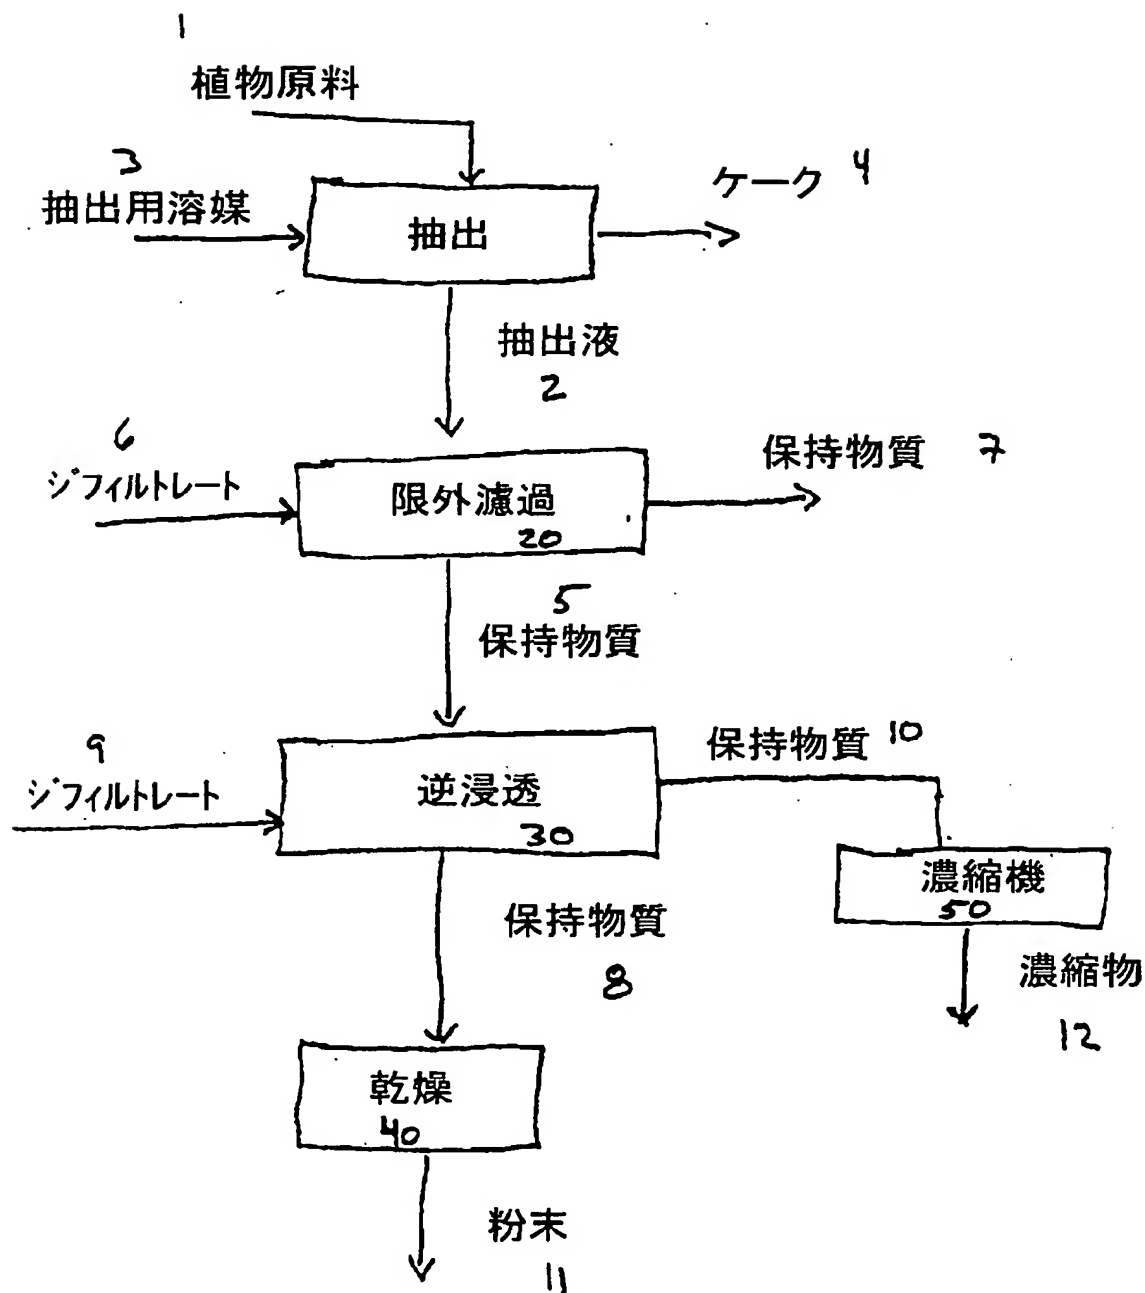 1
植物原料
3
抽出用溶媒
抽出
ケーク 4
抽出液
2
6
ジフィルトレート
限外濾過
20
保持物質 7
5
保持物質
9
ジフィルトレート
逆浸透
30
保持物質 10
濃縮機
50
保持物質
8
濃縮物
12
乾燥
40
粉末
11